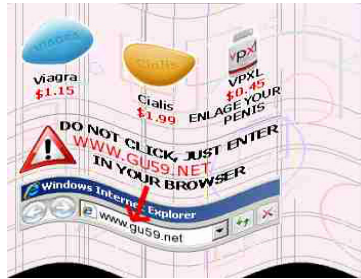 VIAGRA
Viagra
$1.15
Cialis
Cialis
$1.99
vpxl
VPXL
$0.45
ENLAGE YOUR
PENIS
DO NOT CLICK, JUST ENTER
WWW.GU59.NET
IN YOUR BROWSER
Windows Internet Explorer
www.gu59.net